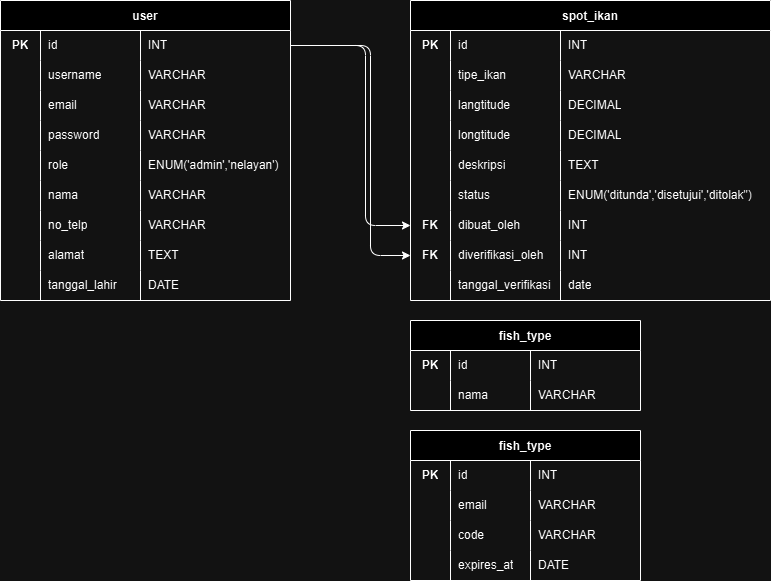 user
PK id INT
username VARCHAR
email VARCHAR
password VARCHAR
role ENUM('admin','nelayan')
nama VARCHAR
no_telp VARCHAR
alamat TEXT
tanggal_lahir DATE
spot_ikan
PK id INT
tipe_ikan VARCHAR
langtitude DECIMAL
longtitude DECIMAL
deskripsi TEXT
status ENUM('ditunda','disetujui','ditolak")
FK dibuat_oleh INT
FK diverifikasi_oleh INT
tanggal_verifikasi date
fish_type
PK id INT
nama VARCHAR
fish_type
PK id INT
email VARCHAR
code VARCHAR
expires_at DATE